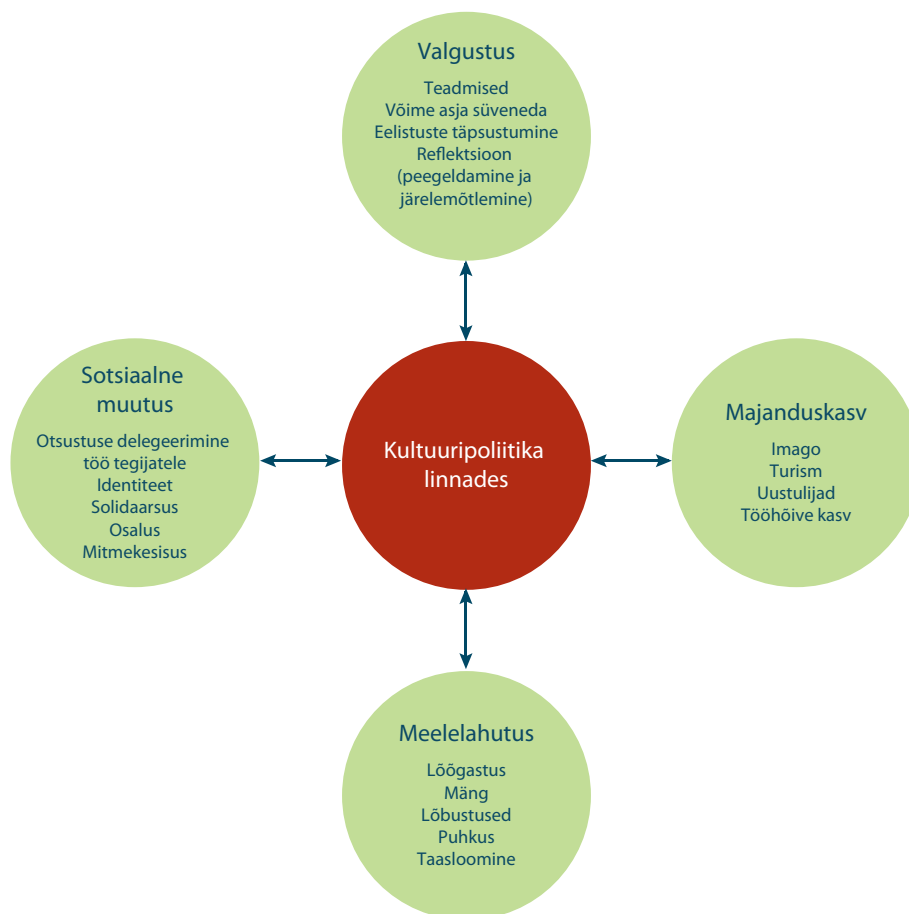 Valgustus
Teadmised
Võime asja süveneda
Eelistuste täpsustumine
Reflektsioon
(peegeldamine ja
järelemõtlemine)
Sotsiaalne
muutus
Otsustuse delegeerimine
töö tegijatele
Identiteet
Solidaarsus
Osalus
Mitmekesisus
Kultuuripoliitika
linnades
Majanduskasv
Imago
Turism
Uustulijad
Tööhõive kasv
Meelelahutus
Lõõgastus
Mäng
Lõbustused
Puhkus
Taasloomine